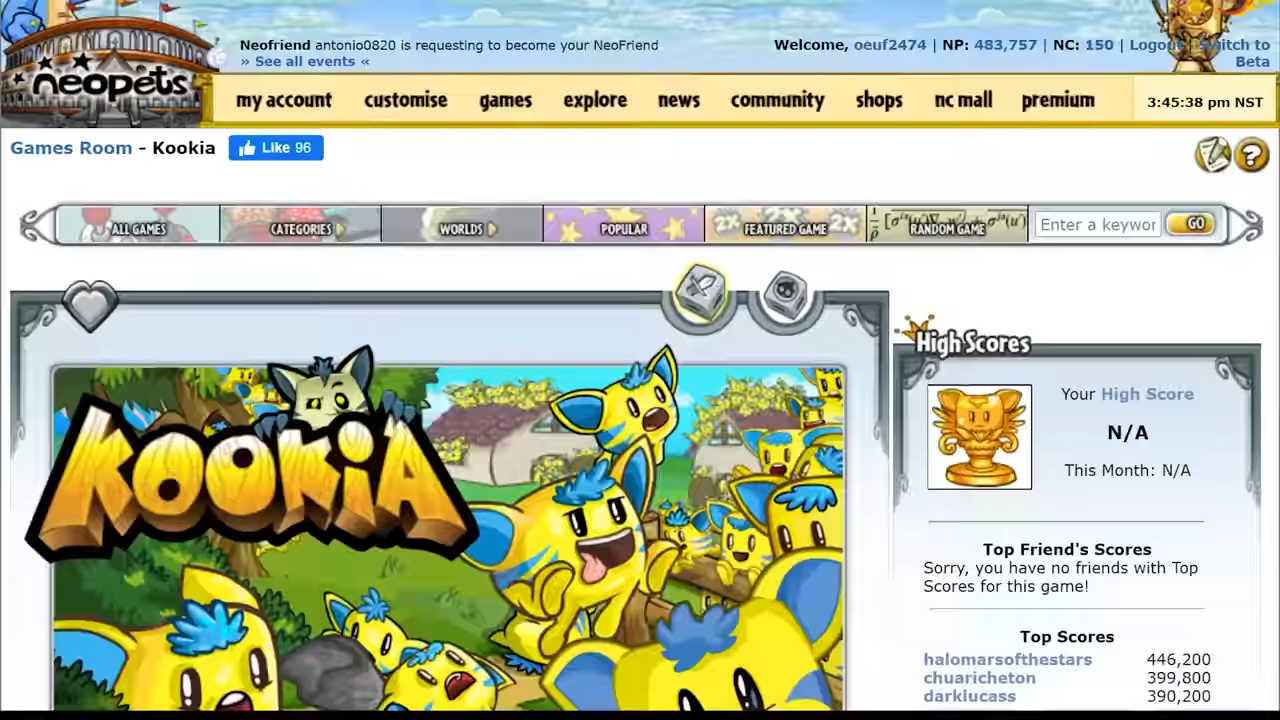 neopets
Neofriend antonio0820 is requesting to become your NeoFriend
» See all events «
Welcome, oeuf2474 | NP: 483,757 | NC: 150 | Logout | Switch to
Beta
my account customise games explore news community shops nc mall premium 3:45:38 pm NST
Games Room - Kookia Like 96
ALL GAMES CATEGORIES WORLDS POPULAR 2X 2X 2X FEATURED GAME RANDOM GAME Enter a keywor GO
High Scores
Your High Score
N/A
This Month: N/A
KOOKIA
Top Friend's Scores
Sorry, you have no friends with Top
Scores for this game!
Top Scores
halomarsofthestars 446,200
chuaricheton 399,800
darklucass 390,200